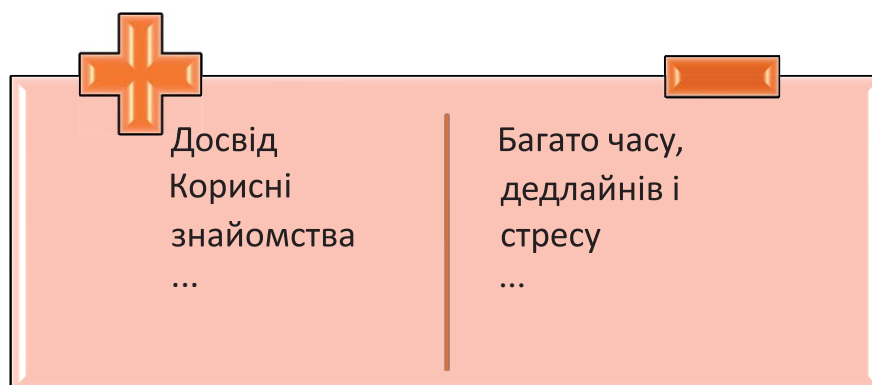 Досвід
Корисні
знайомства
...
Багато часу,
дедлайнів і
стресу
...